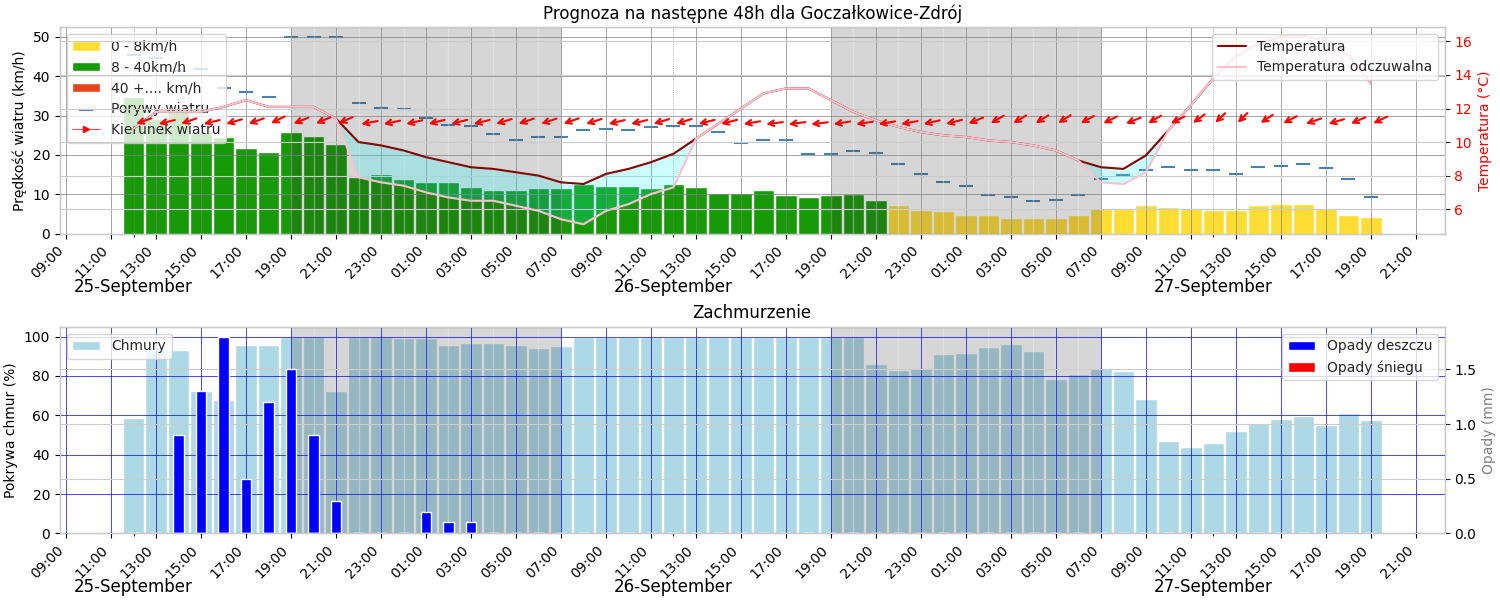 Prognoza na następne 48h dla Goczałkowice-Zdrój
Prędkość wiatru (km/h)
50
40
30
20
10
0
0 - 8km/h
8 - 40km/h
40 +.... km/h
Porywy wiatru
Kierunek wiatru
Temperatura
Temperatura odczuwalna
16
14
12
10
8
6
Temperatura (°C)
09:00 11:00 13:00 15:00 17:00 19:00 21:00 23:00 01:00 03:00 05:00 07:00 09:00 11:00 13:00 15:00 17:00 19:00 21:00 23:00 01:00 03:00 05:00 07:00 09:00 11:00 13:00 15:00 17:00 19:00 21:00
25-September 26-September 27-September
Zachmurzenie
Pokrywa chmur (%)
100
80
60
40
20
0
Chmury
Opady deszczu
Opady śniegu
1.5
1.0
0.5
0.0
Opady (mm)
09:00 11:00 13:00 15:00 17:00 19:00 21:00 23:00 01:00 03:00 05:00 07:00 09:00 11:00 13:00 15:00 17:00 19:00 21:00 23:00 01:00 03:00 05:00 07:00 09:00 11:00 13:00 15:00 17:00 19:00 21:00
25-September 26-September 27-September